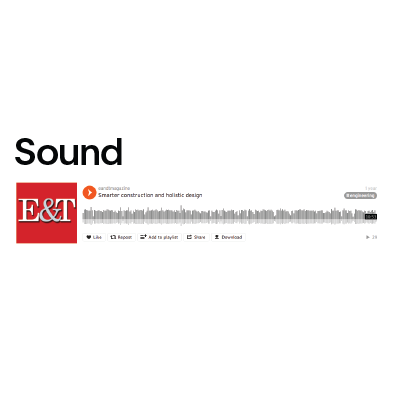 Sound
E&T
eandtmagazine
Smarter construction and holistic design
#engineering
Like
Repost
Add to playlist
Share
Download